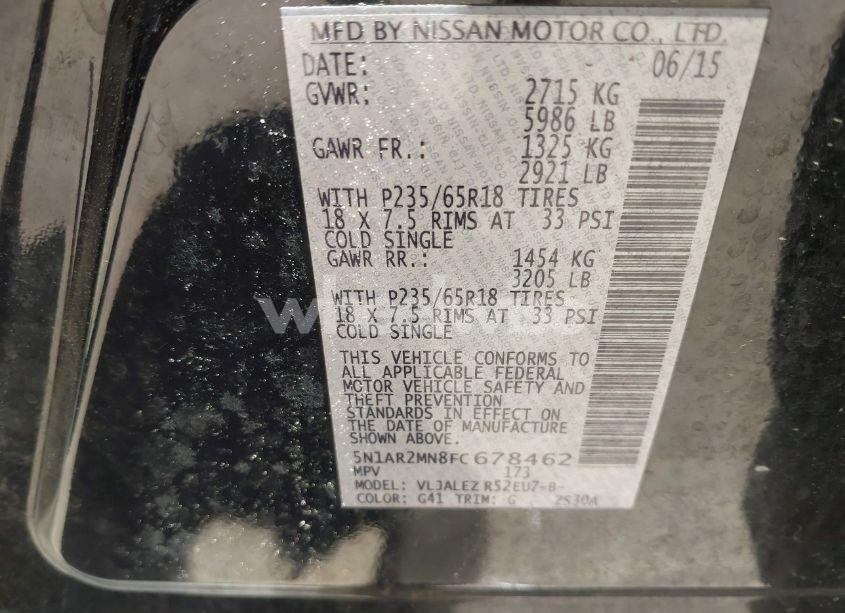 MFD BY NISSAN MOTOR CO., LTD.
DATE: 06/15
GVWR: 2715 KG
5986 LB
GAWR FR.: 1325 KG
2921 LB
WITH P235/65R18 TIRES
18 X 7.5 RIMS AT 33 PSI
COLD SINGLE
GAWR RR.: 1454 KG
3205 LB
WITH P235/65R18 TIRES
18 X 7.5 RIMS AT 33 PSI
COLD SINGLE
THIS VEHICLE CONFORMS TO
ALL APPLICABLE FEDERAL
MOTOR VEHICLE SAFETY AND
THEFT PREVENTION
STANDARDS IN EFFECT ON
THE DATE OF MANUFACTURE
SHOWN ABOVE.
5N1AR2MN8FC678462
MPV 173
MODEL: VLJALEZ R52EU7-B-
COLOR: G41 TRIM: G 2S30A